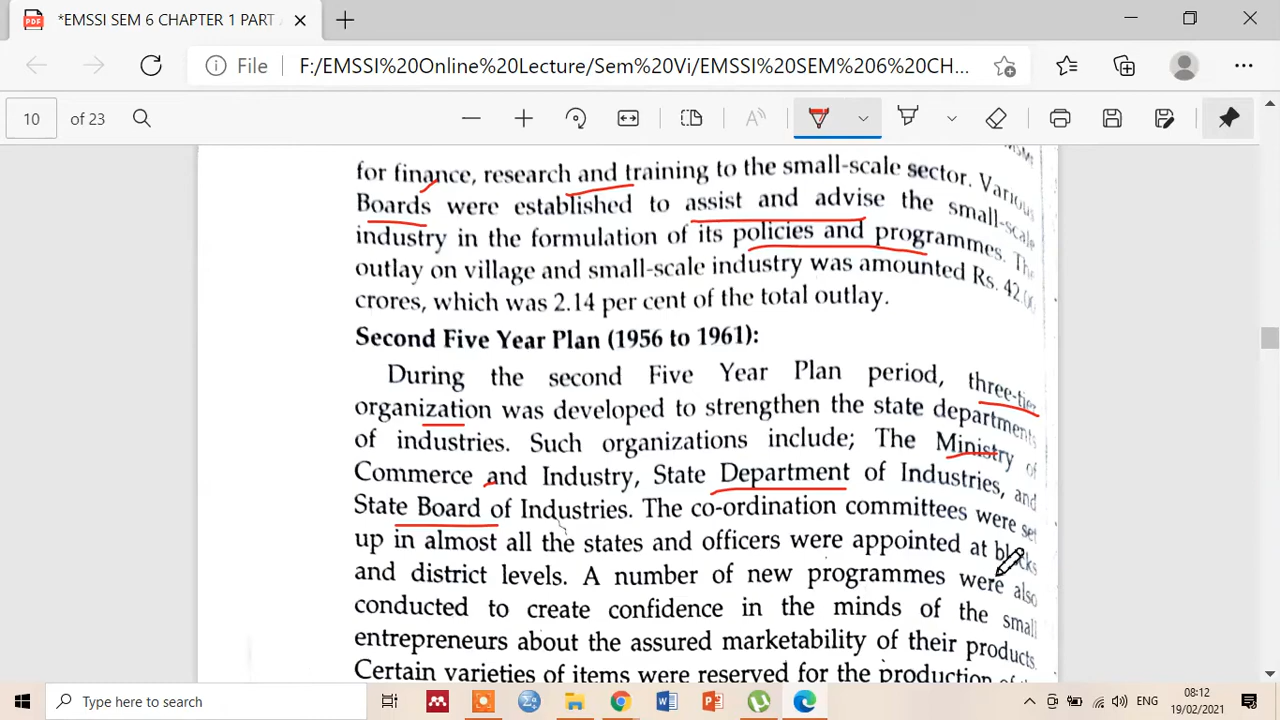 *EMSSI SEM 6 CHAPTER 1 PART
File F:/EMSSI%20Online%20Lecture/Sem%20Vi/EMSSI%20SEM%206%20CH...
10 of 23
for finance, research and training to the small-scale sector. Various
Boards were established to assist and advise the small-scale
industry in the formulation of its policies and programmes. The
outlay on village and small-scale industry was amounted Rs. 42
crores, which was 2.14 per cent of the total outlay.
Second Five Year Plan (1956 to 1961):
During the second Five Year Plan period, three-tier
organization was developed to strengthen the state departments
of industries. Such organizations include; The Ministry of
Commerce and Industry, State Department of Industries, and
State Board of Industries. The co-ordination committees were set
up in almost all the states and officers were appointed at blocks
and district levels. A number of new programmes were also
conducted to create confidence in the minds of the small
entrepreneurs about the assured marketability of their products.
Certain varieties of items were reserved for the production of
Type here to search
ENG
08:12
19/02/2021